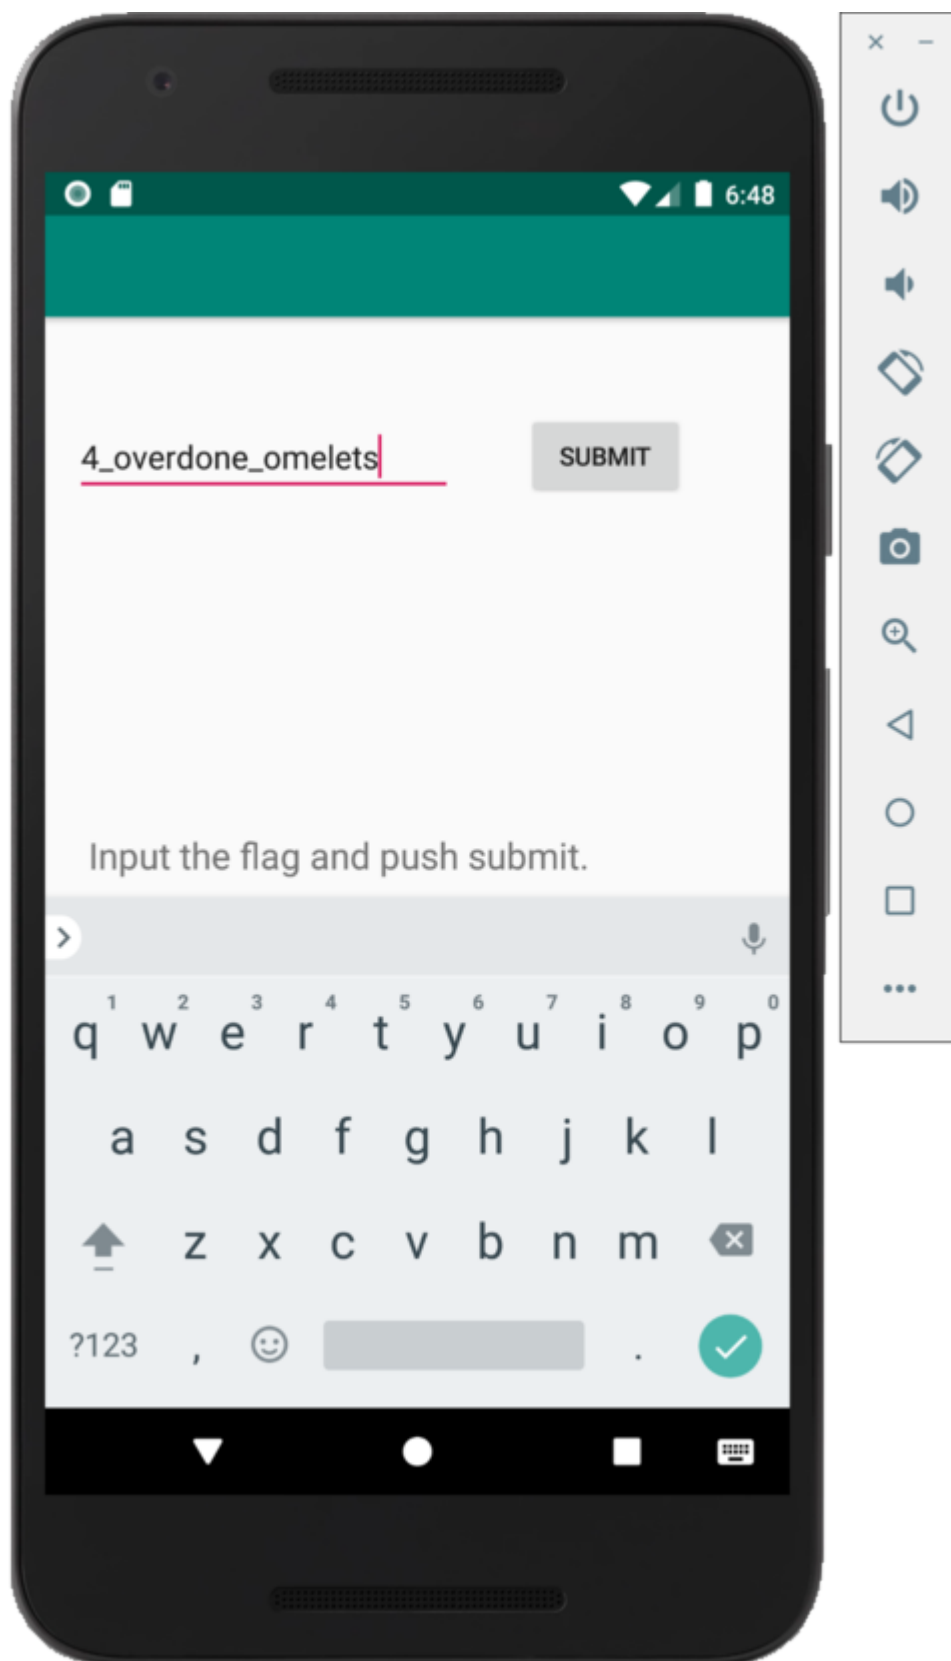 6:48
4_overdone_omelets SUBMIT
Input the flag and push submit.
1 2 3 4 5 6 7 8 9 0
q w e r t y u i o p
a s d f g h j k l
z x c v b n m
?123 , .